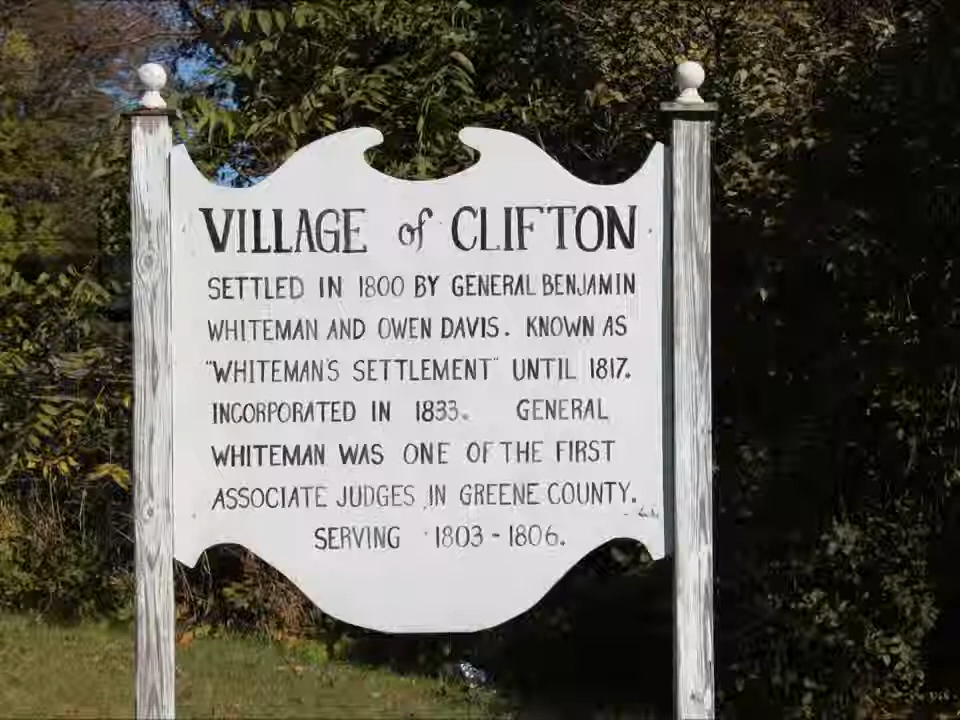 VILLAGE of CLIFTON
SETTLED IN 1800 BY GENERAL BENJAMIN
WHITEMAN AND OWEN DAVIS. KNOWN AS
"WHITEMAN'S SETTLEMENT" UNTIL 1817.
INCORPORATED IN 1833. GENERAL
WHITEMAN WAS ONE OF THE FIRST
ASSOCIATE JUDGES IN GREENE COUNTY.
SERVING 1803 - 1806.